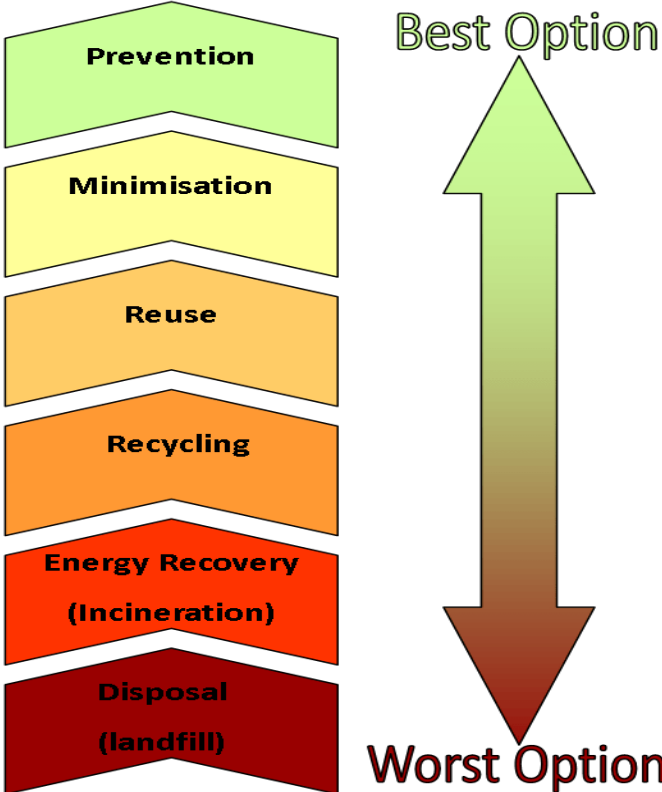 Best Option
Prevention
Minimisation
Reuse
Recycling
Energy Recovery
(Incineration)
Disposal
(landfill)
Worst Option